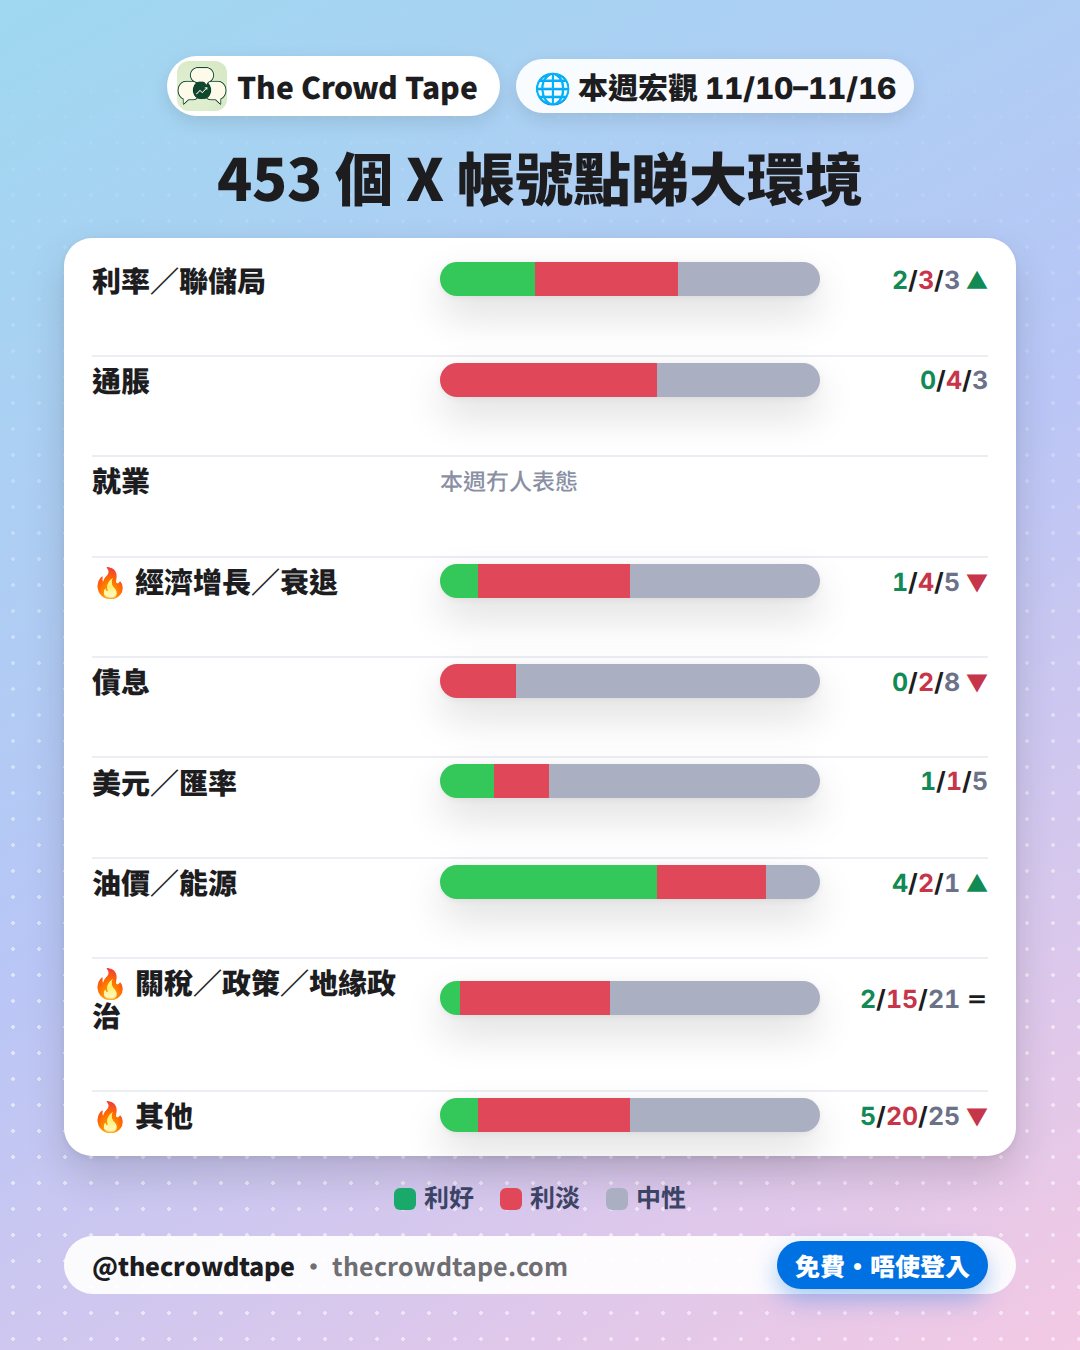 The Crowd Tape
🌐 本週宏觀 11/10–11/16
453 個 X 帳號點睇大環境
利率／聯儲局
2/3/3 ▲
通脹
0/4/3
就業
本週冇人表態
🔥 經濟增長／衰退
1/4/5 ▼
債息
0/2/8 ▼
美元／匯率
1/1/5
油價／能源
4/2/1 ▲
🔥 關稅／政策／地緣政
治
2/15/21 =
🔥 其他
5/20/25 ▼
利好 利淡 中性
@thecrowdtape · thecrowdtape.com
免費・唔使登入